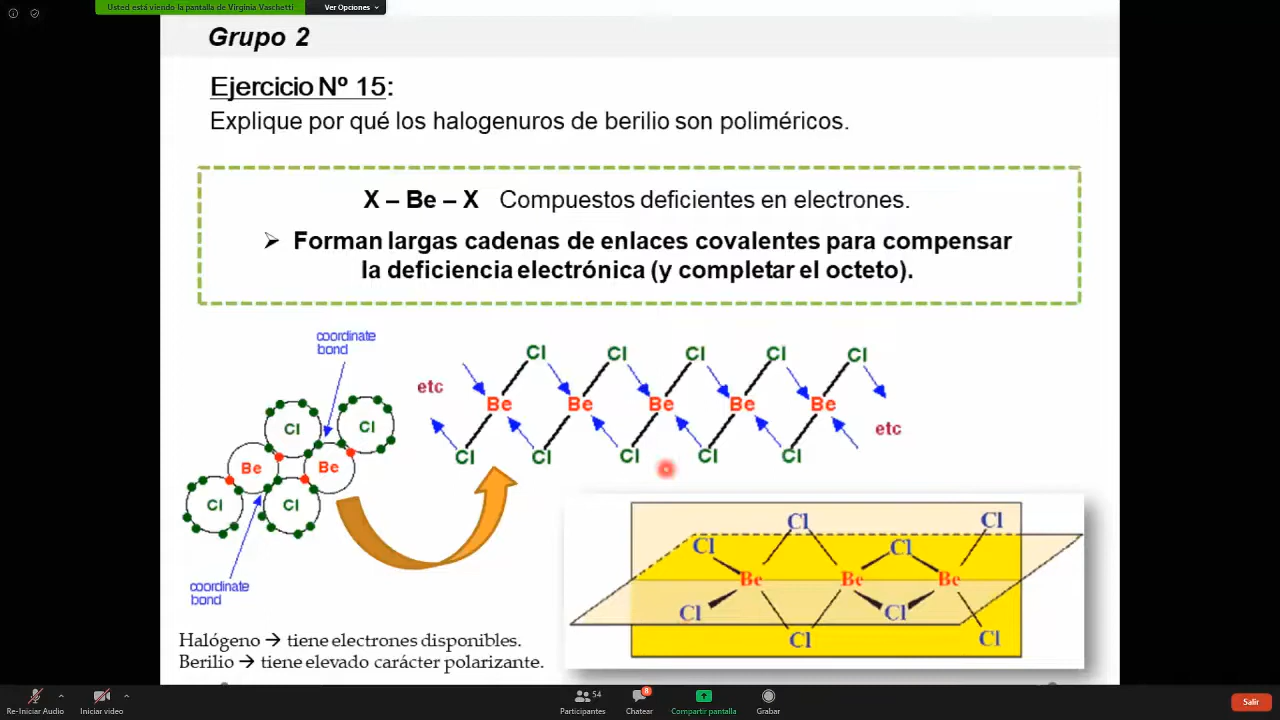 Usted está viendo la pantalla de Virginia Vaschetti
Ver Opciones
Grupo 2
Ejercicio Nº 15:
Explique por qué los halogenuros de berilio son poliméricos.
X – Be – X Compuestos deficientes en electrones.
➢ Forman largas cadenas de enlaces covalentes para compensar
la deficiencia electrónica (y completar el octeto).
coordinate
bond
Cl Cl
Be Be
Cl Cl
coordinate
bond
Cl Cl Cl Cl Cl
etc
Be Be Be Be Be
etc
Cl Cl Cl Cl Cl
Cl Cl
Cl Cl
Be Be Be
Cl Cl
Cl Cl
Halógeno → tiene electrones disponibles.
Berilio → tiene elevado carácter polarizante.
54
8
Re-Iniciar Audio
Iniciar video
Participantes
Chatear
Compartir pantalla
Grabar
Salir